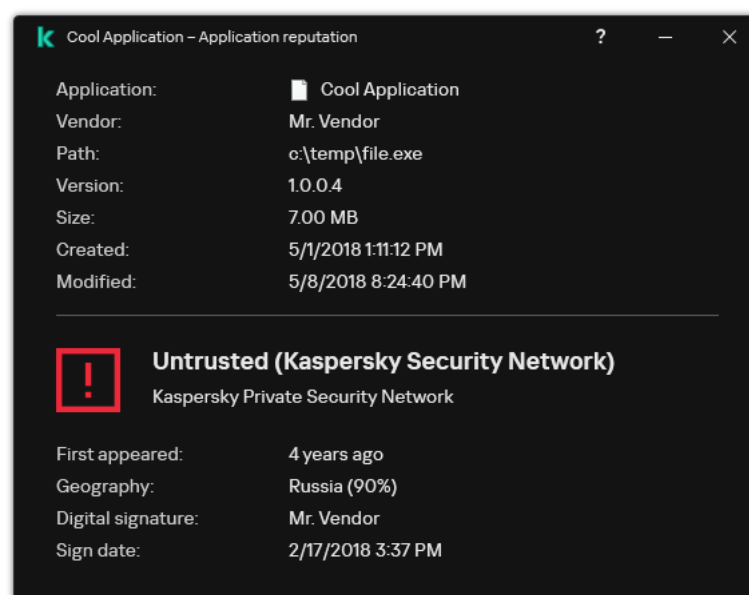 Cool Application – Application reputation ?
Application: Cool Application
Vendor: Mr. Vendor
Path: c:\temp\file.exe
Version: 1.0.0.4
Size: 7.00 MB
Created: 5/1/2018 1:11:12 PM
Modified: 5/8/2018 8:24:40 PM
!
Untrusted (Kaspersky Security Network)
Kaspersky Private Security Network
First appeared: 4 years ago
Geography: Russia (90%)
Digital signature: Mr. Vendor
Sign date: 2/17/2018 3:37 PM